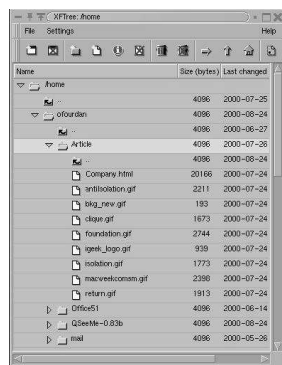 XFTree: /home
File Settings Help
Name Size (bytes) Last changed
/home
.. 4096 2000-07-25
ofourdan 4096 2000-08-24
.. 4096 2000-06-27
Article 4096 2000-07-26
.. 4096 2000-08-24
Company.html 20166 2000-07-24
antiIsolation.gif 2211 2000-07-24
bkg_new.gif 193 2000-07-24
clique.gif 1673 2000-07-24
foundation.gif 2744 2000-07-24
igeek_logo.gif 939 2000-07-24
isolation.gif 1773 2000-07-24
macweekcomsm.gif 2398 2000-07-24
return.gif 1913 2000-07-24
Office51 4096 2000-06-14
QSeeMe-0.83b 4096 2000-08-24
mail 4096 2000-05-26